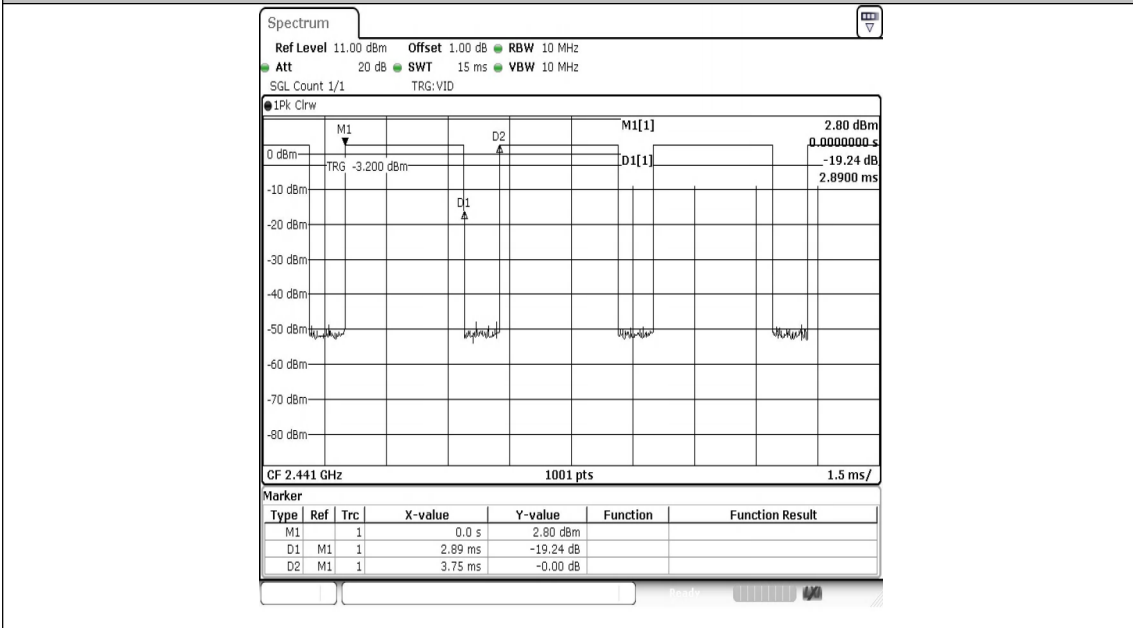 Spectrum
Ref Level 11.00 dBm Offset 1.00 dB RBW 10 MHz
Att 20 dB SWT 15 ms VBW 10 MHz
SGL Count 1/1 TRG:VID
1Pk Clrw
M1[1] 2.80 dBm
0.0000000 s
D1[1] -19.24 dB
2.8900 ms
M1
D2
0 dBm
TRG -3.200 dBm
-10 dBm
D1
-20 dBm
-30 dBm
-40 dBm
-50 dBm
-60 dBm
-70 dBm
-80 dBm
CF 2.441 GHz 1001 pts 1.5 ms/
Marker
Type Ref Trc X-value Y-value Function Function Result
M1 1 0.0 s 2.80 dBm
D1 M1 1 2.89 ms -19.24 dB
D2 M1 1 3.75 ms -0.00 dB
Ready